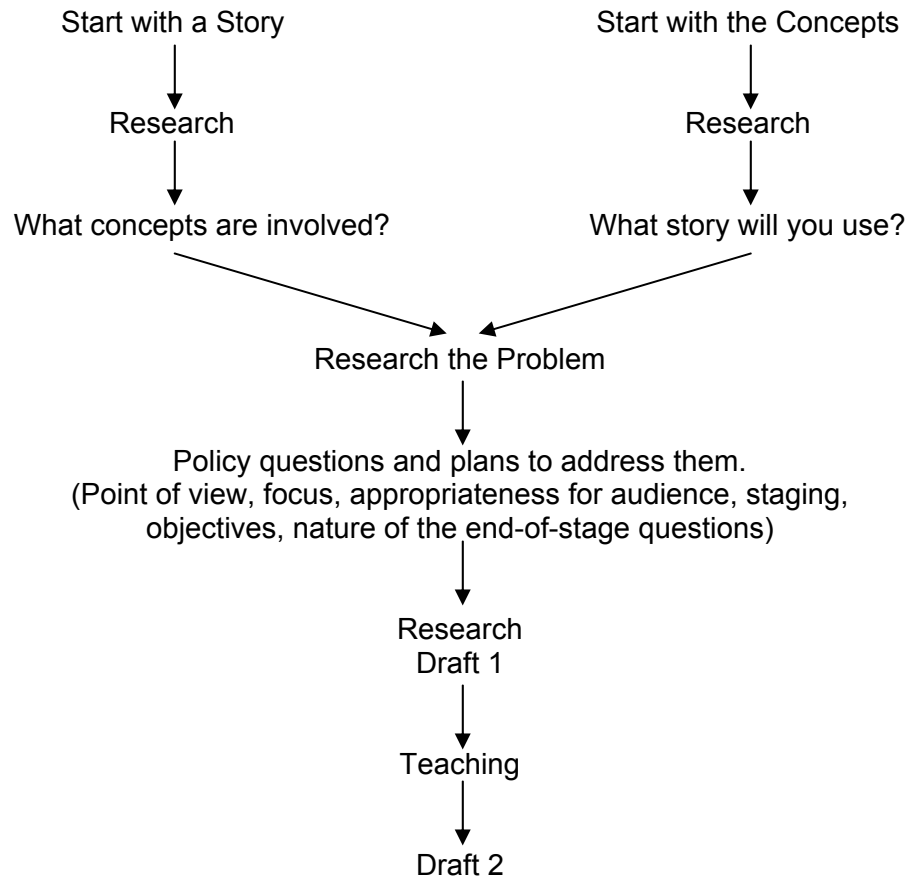 Start with a Story
Start with the Concepts
Research
Research
What concepts are involved?
What story will you use?
Research the Problem
Policy questions and plans to address them.
(Point of view, focus, appropriateness for audience, staging,
objectives, nature of the end-of-stage questions)
Research
Draft 1
Teaching
Draft 2